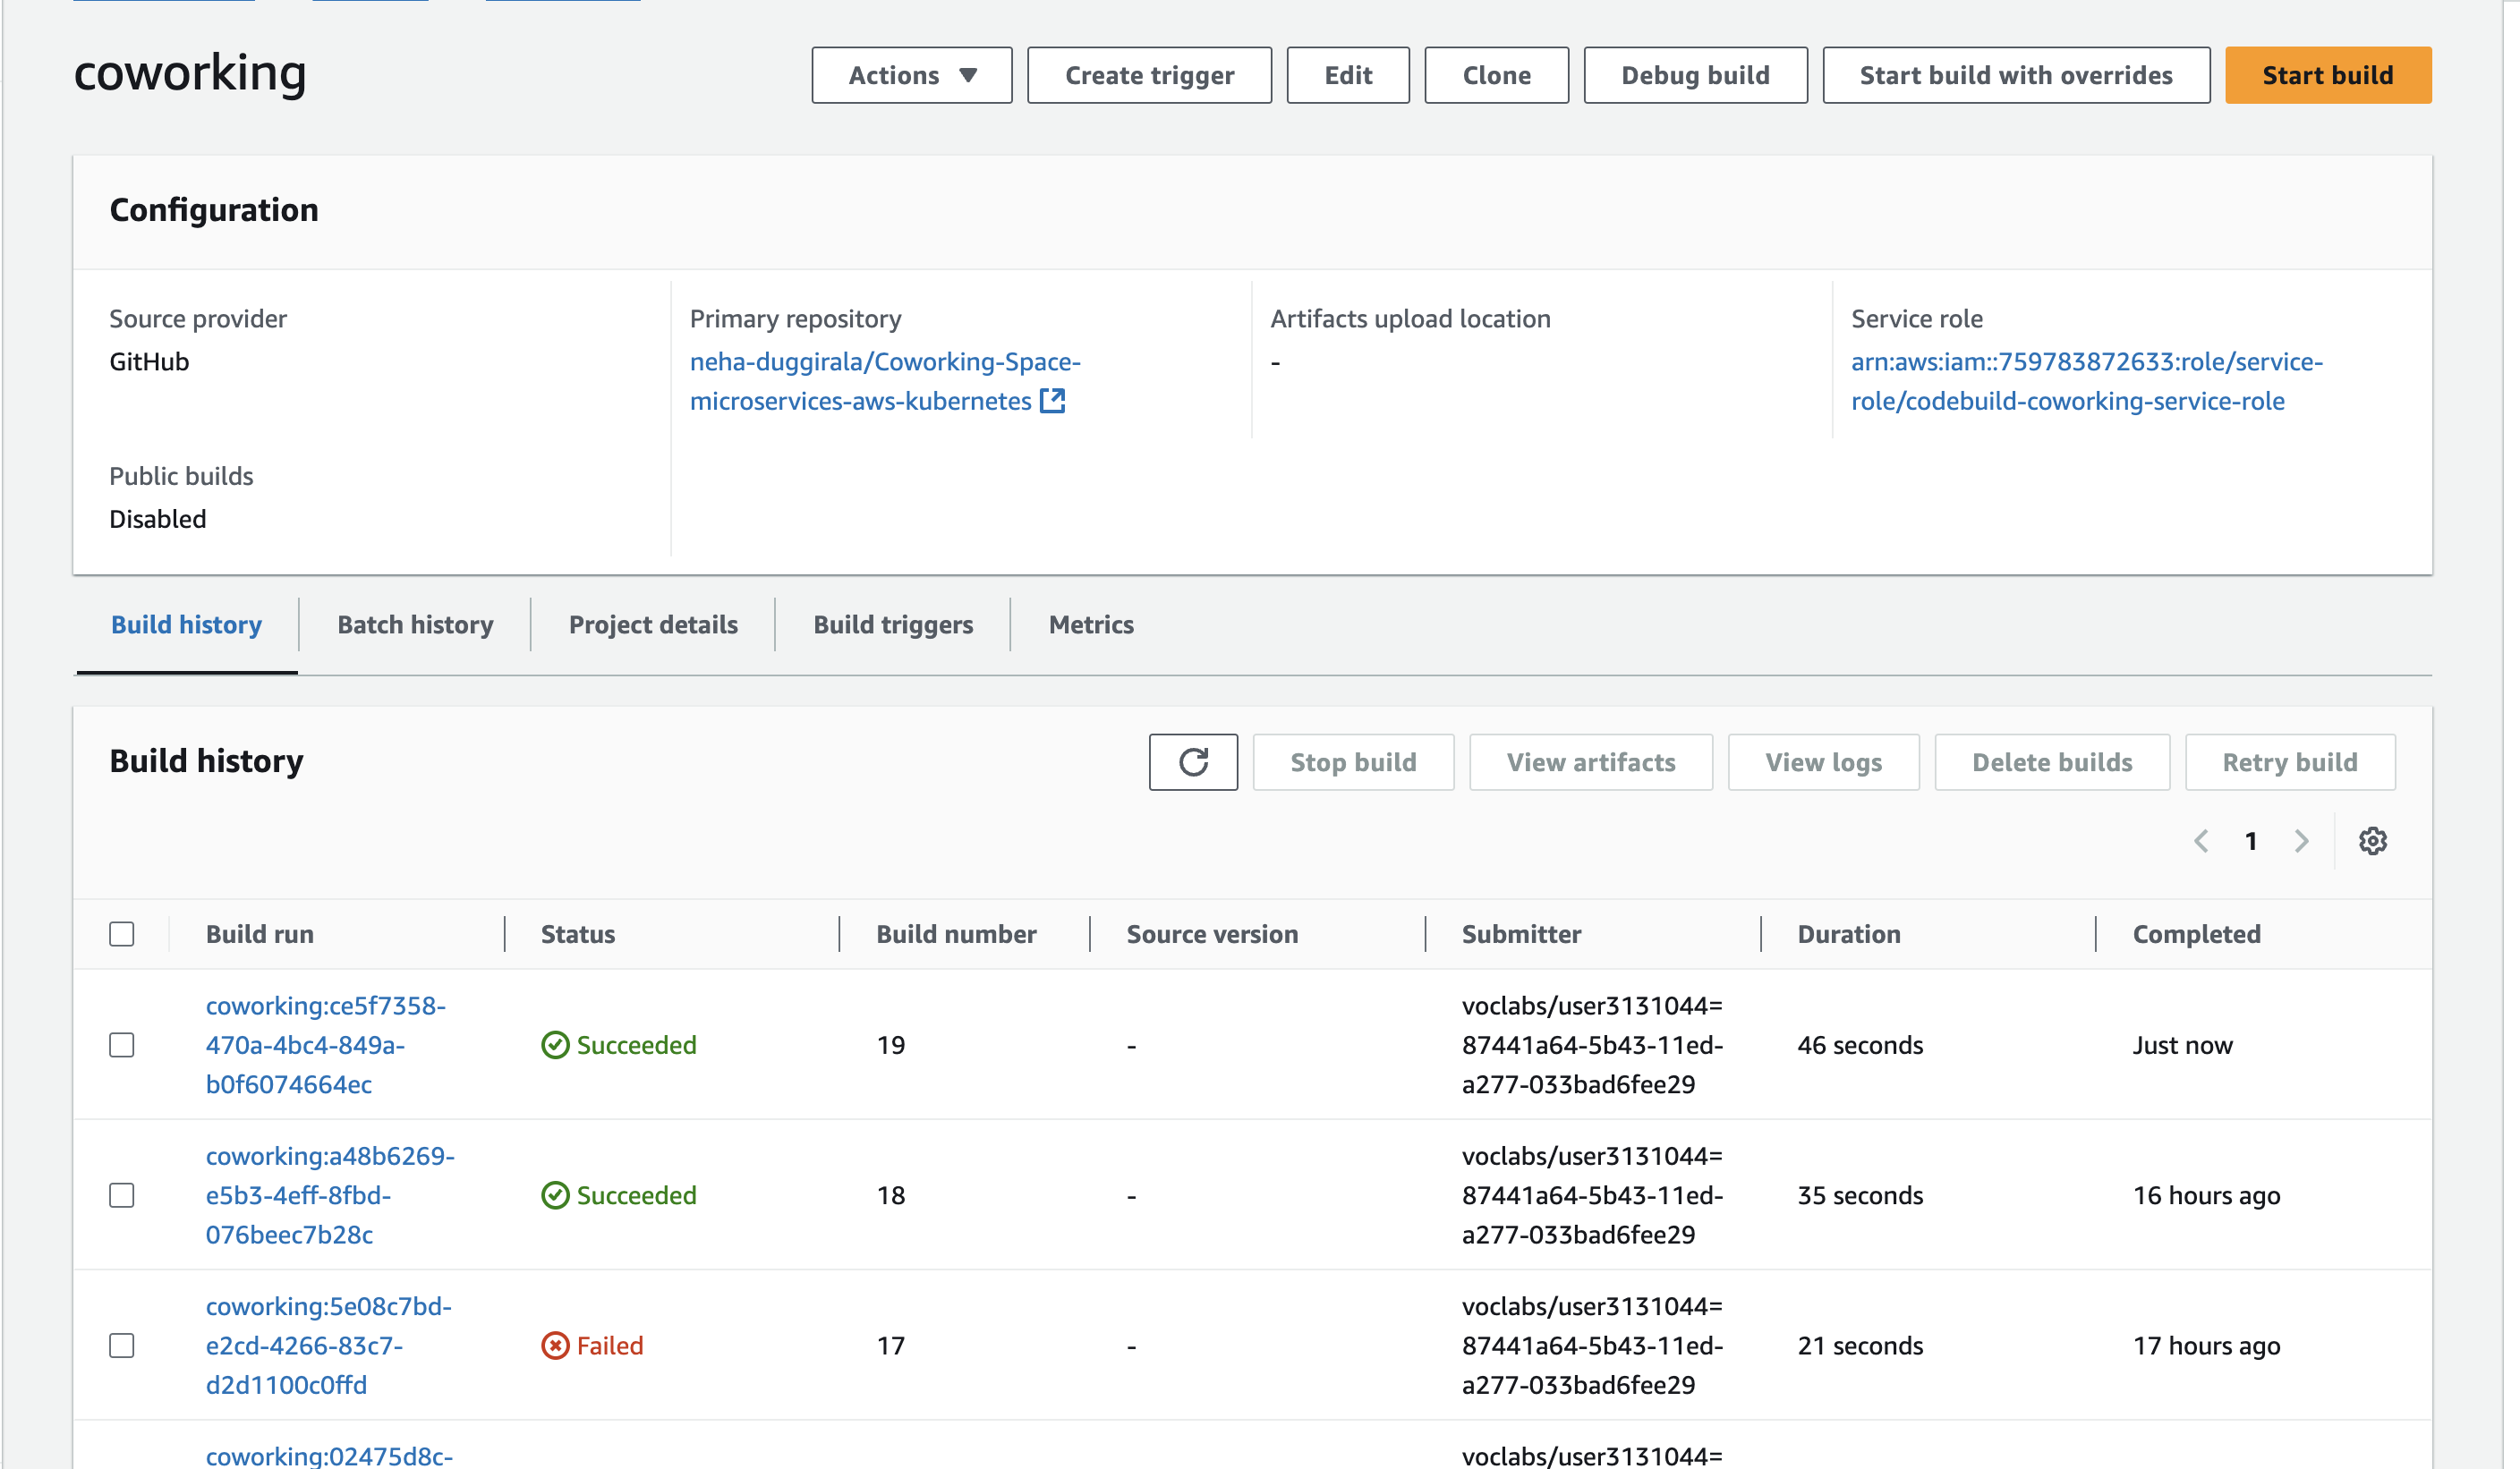 coworking
Actions
Create trigger
Edit
Clone
Debug build
Start build with overrides
Start build
Configuration
Source provider
GitHub
Primary repository
neha-duggirala/Coworking-Space-
microservices-aws-kubernetes
Artifacts upload location
-
Service role
arn:aws:iam::759783872633:role/service-
role/codebuild-coworking-service-role
Public builds
Disabled
Build history
Batch history
Project details
Build triggers
Metrics
Build history
Stop build
View artifacts
View logs
Delete builds
Retry build
1
Build run
Status
Build number
Source version
Submitter
Duration
Completed
coworking:ce5f7358-
470a-4bc4-849a-
b0f6074664ec
Succeeded
19
-
voclabs/user3131044=
87441a64-5b43-11ed-
a277-033bad6fee29
46 seconds
Just now
coworking:a48b6269-
e5b3-4eff-8fbd-
076beec7b28c
Succeeded
18
-
voclabs/user3131044=
87441a64-5b43-11ed-
a277-033bad6fee29
35 seconds
16 hours ago
coworking:5e08c7bd-
e2cd-4266-83c7-
d2d1100c0ffd
Failed
17
-
voclabs/user3131044=
87441a64-5b43-11ed-
a277-033bad6fee29
21 seconds
17 hours ago
coworking:02475d8c-
voclabs/user3131044=